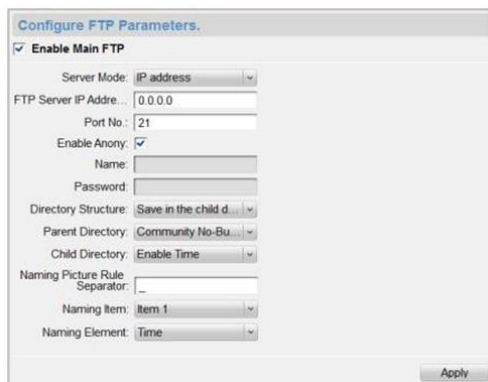 Configure FTP Parameters.
Enable Main FTP
Server Mode: IP address
FTP Server IP Addre... 0.0.0.0
Port No.: 21
Enable Anony:
Name:
Password:
Directory Structure: Save in the child d...
Parent Directory: Community No-Bu...
Child Directory: Enable Time
Naming Picture Rule
Separator: _
Naming Item: Item 1
Naming Element: Time
Apply